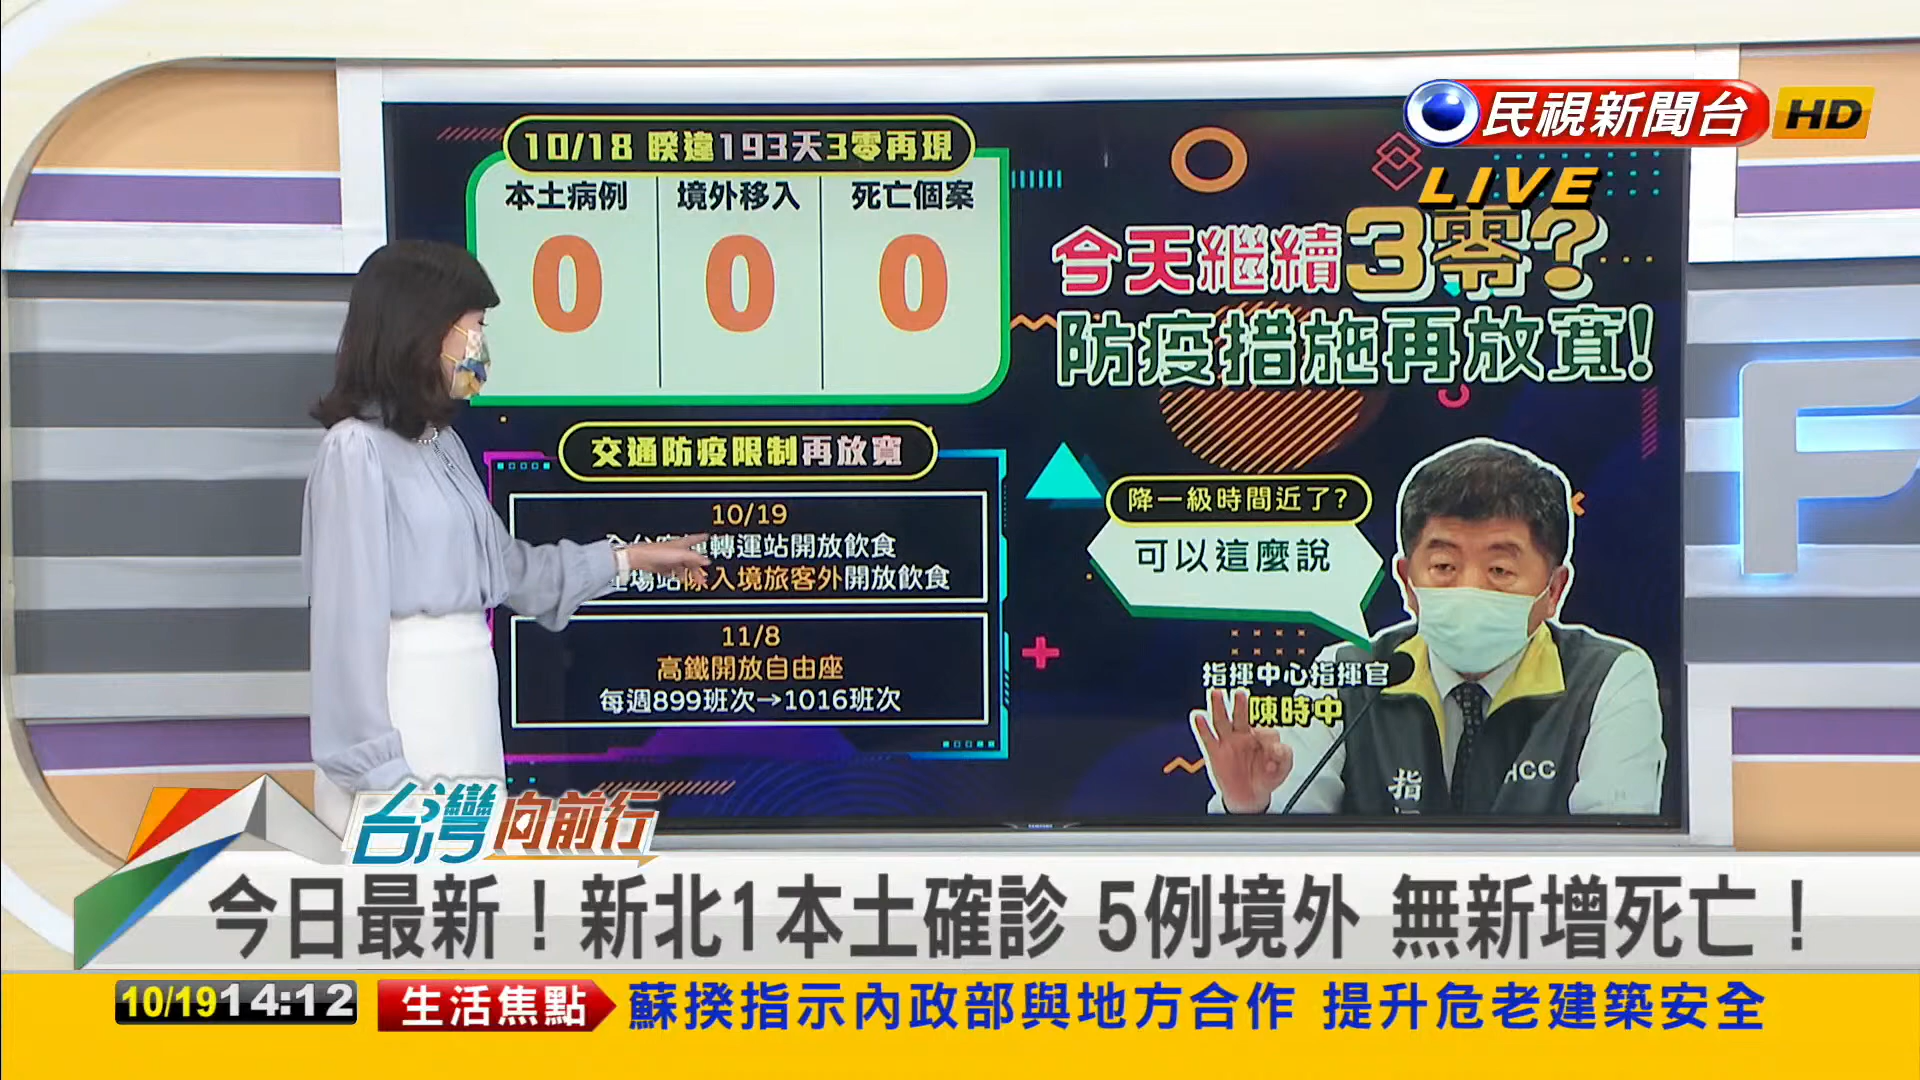 民視新聞台 HD
LIVE
10/18 睽違193天3零再現
本土病例 境外移入 死亡個案
0 0 0
今天繼續3零?
防疫措施再放寬!
交通防疫限制再放寬
10/19
轉運站開放飲食
場站除入境旅客外開放飲食
11/8
高鐵開放自由座
每週899班次→1016班次
降一級時間近了?
可以這麼說
指揮中心指揮官
陳時中
指
HCC
SAMSUNG
F
台灣向前行
今日最新！新北1本土確診 5例境外 無新增死亡！
10/19 14:12 生活焦點 蘇揆指示內政部與地方合作 提升危老建築安全